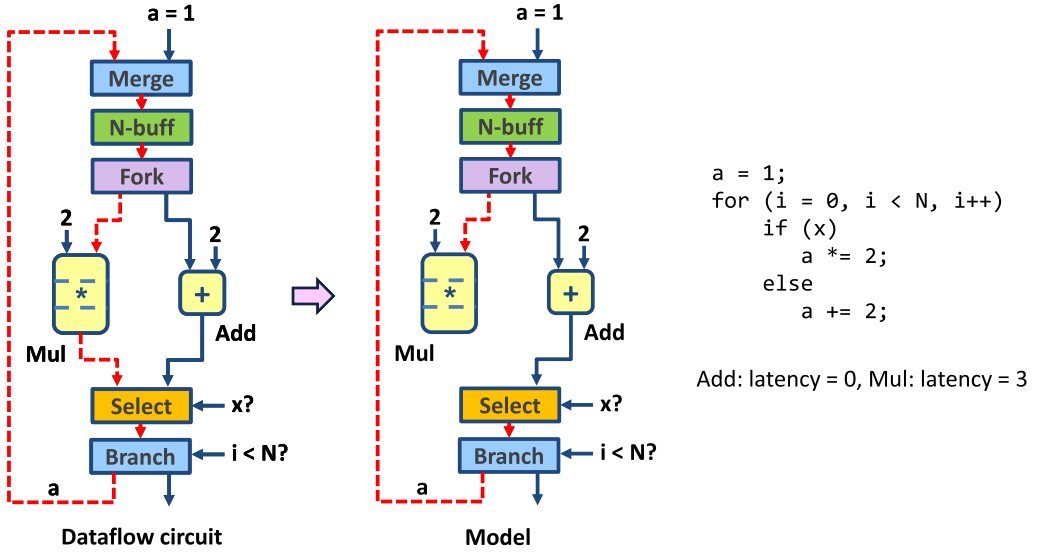 a = 1
Merge
N-buff
Fork
2
2
*
+
Mul
Add
Select
x?
Branch
i < N?
a
Dataflow circuit
a = 1
Merge
N-buff
Fork
2
2
*
+
Mul
Add
Select
x?
Branch
i < N?
a
Model
a = 1;
for (i = 0, i < N, i++)
if (x)
a *= 2;
else
a += 2;
Add: latency = 0, Mul: latency = 3